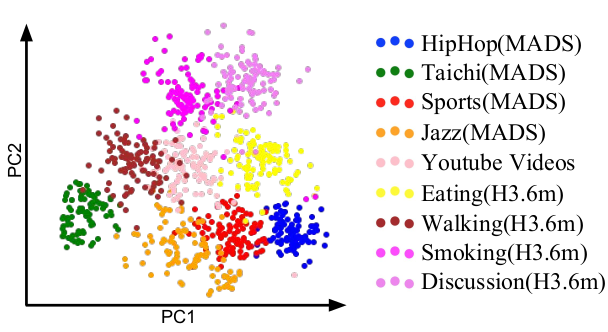 HipHop(MADS)
Taichi(MADS)
Sports(MADS)
Jazz(MADS)
Youtube Videos
Eating(H3.6m)
Walking(H3.6m)
Smoking(H3.6m)
Discussion(H3.6m)
PC2
PC1